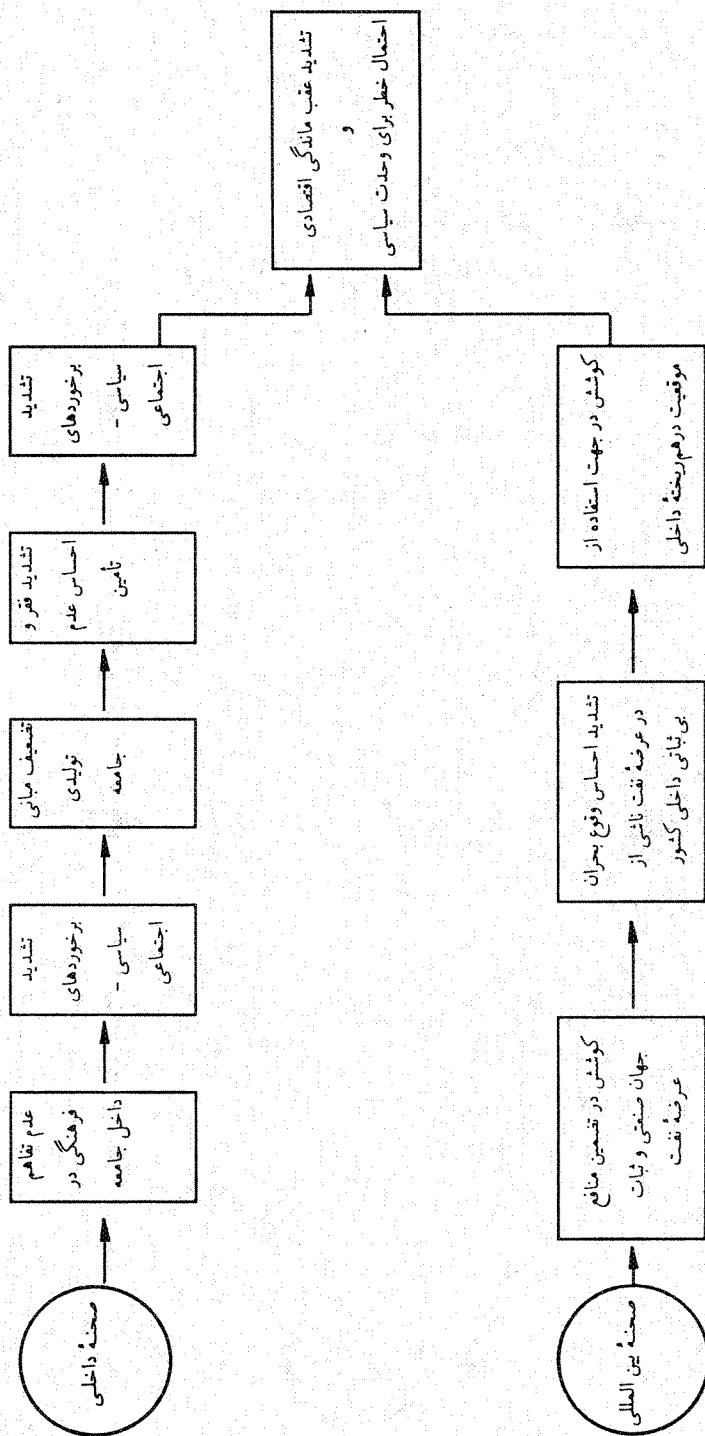 صحنهٔ داخلی
عدم تفاهم
فرهنگی در
داخل جامعه
تشدید
برخوردهای
سیاسی -
اجتماعی
تضعیف مبانی
تولیدی
جامعه
تشدید فقر و
احساس عدم
تأمین
تشدید
برخوردهای
سیاسی -
اجتماعی
تشدید عقب ماندگی اقتصادی
و
احتمال خطر برای وحدت سیاسی
صحنهٔ بین المللی
کوشش در تضمین منافع
جهان صنعتی و ثبات
عرضهٔ نفت
تشدید احساس وقوع بحران
در عرضهٔ نفت ناشی از
بی ثباتی داخلی کشور
کوشش در جهت استفاده از
موقعیت درهم ریختهٔ داخلی